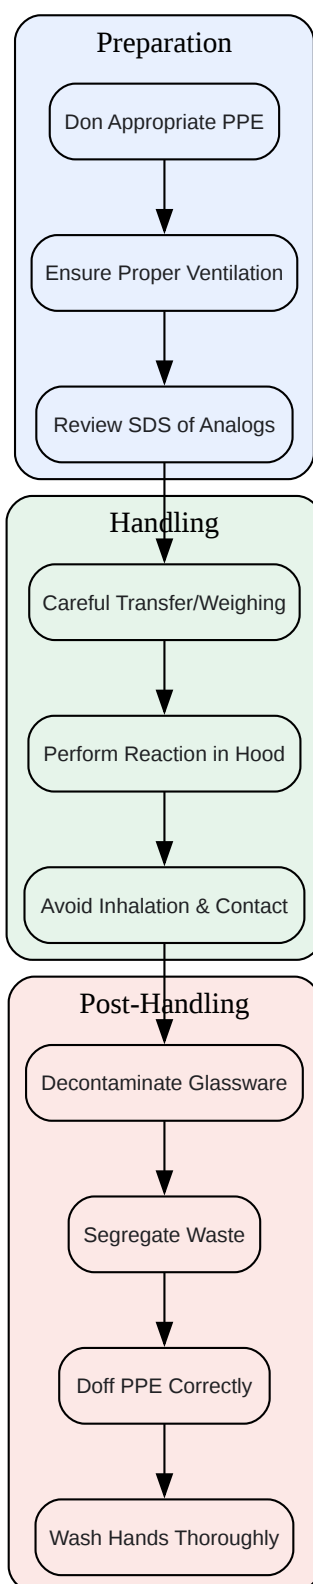 Preparation
Don Appropriate PPE
Ensure Proper Ventilation
Review SDS of Analogs
Handling
Careful Transfer/Weighing
Perform Reaction in Hood
Avoid Inhalation & Contact
Post-Handling
Decontaminate Glassware
Segregate Waste
Doff PPE Correctly
Wash Hands Thoroughly